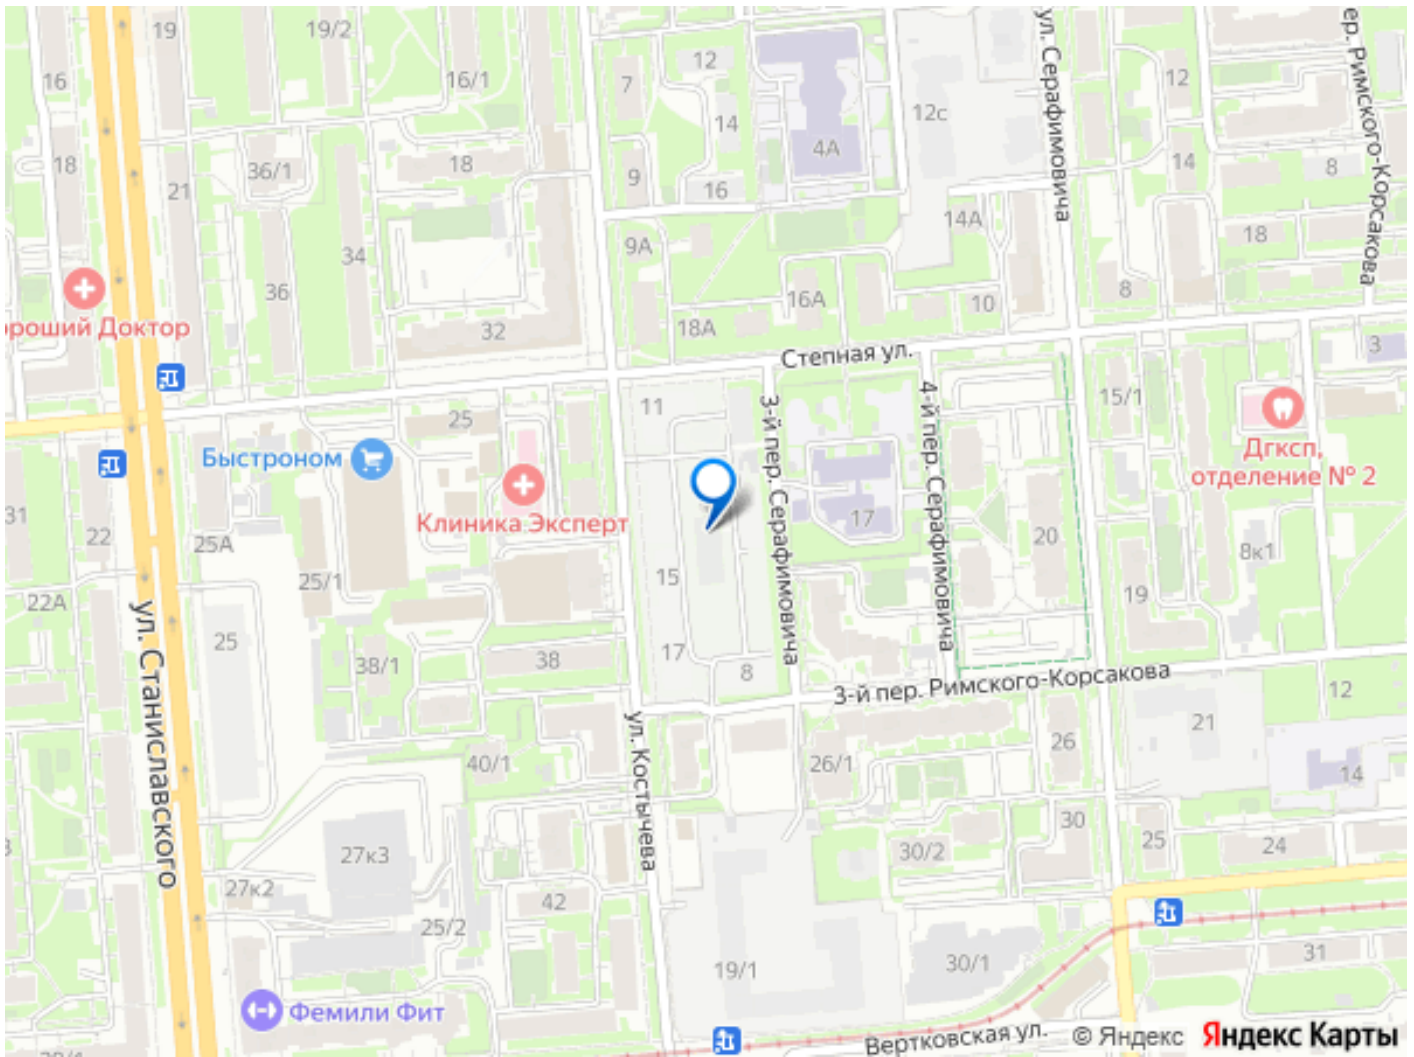 19
19/2
16
16/1
7
12
14
4А
12с
ул. Серафимовича
12
ер. Римского-Корсакова
18
21
36/1
18
9
16
14А
14
8
18
9А
34
36
32
16А
18А
10
8
3
ороший Доктор
Степная ул.
25
11
3-й пер. Серафимовича
4-й пер. Серафимовича
15/1
Быстроном
Клиника Эксперт
Дгксп,
отделение № 2
31
22
25А
17
20
8к1
25/1
15
22А
19
25
38/1
38
17
8
3-й пер. Римского-Корсакова
12
ул. Станиславского
ул. Костычева
21
40/1
26/1
26
14
27к3
30/2
30
25
24
27к2
42
25/2
19/1
30/1
31
Фемили Фит
Вертковская ул.
© Яндекс
Яндекс Карты